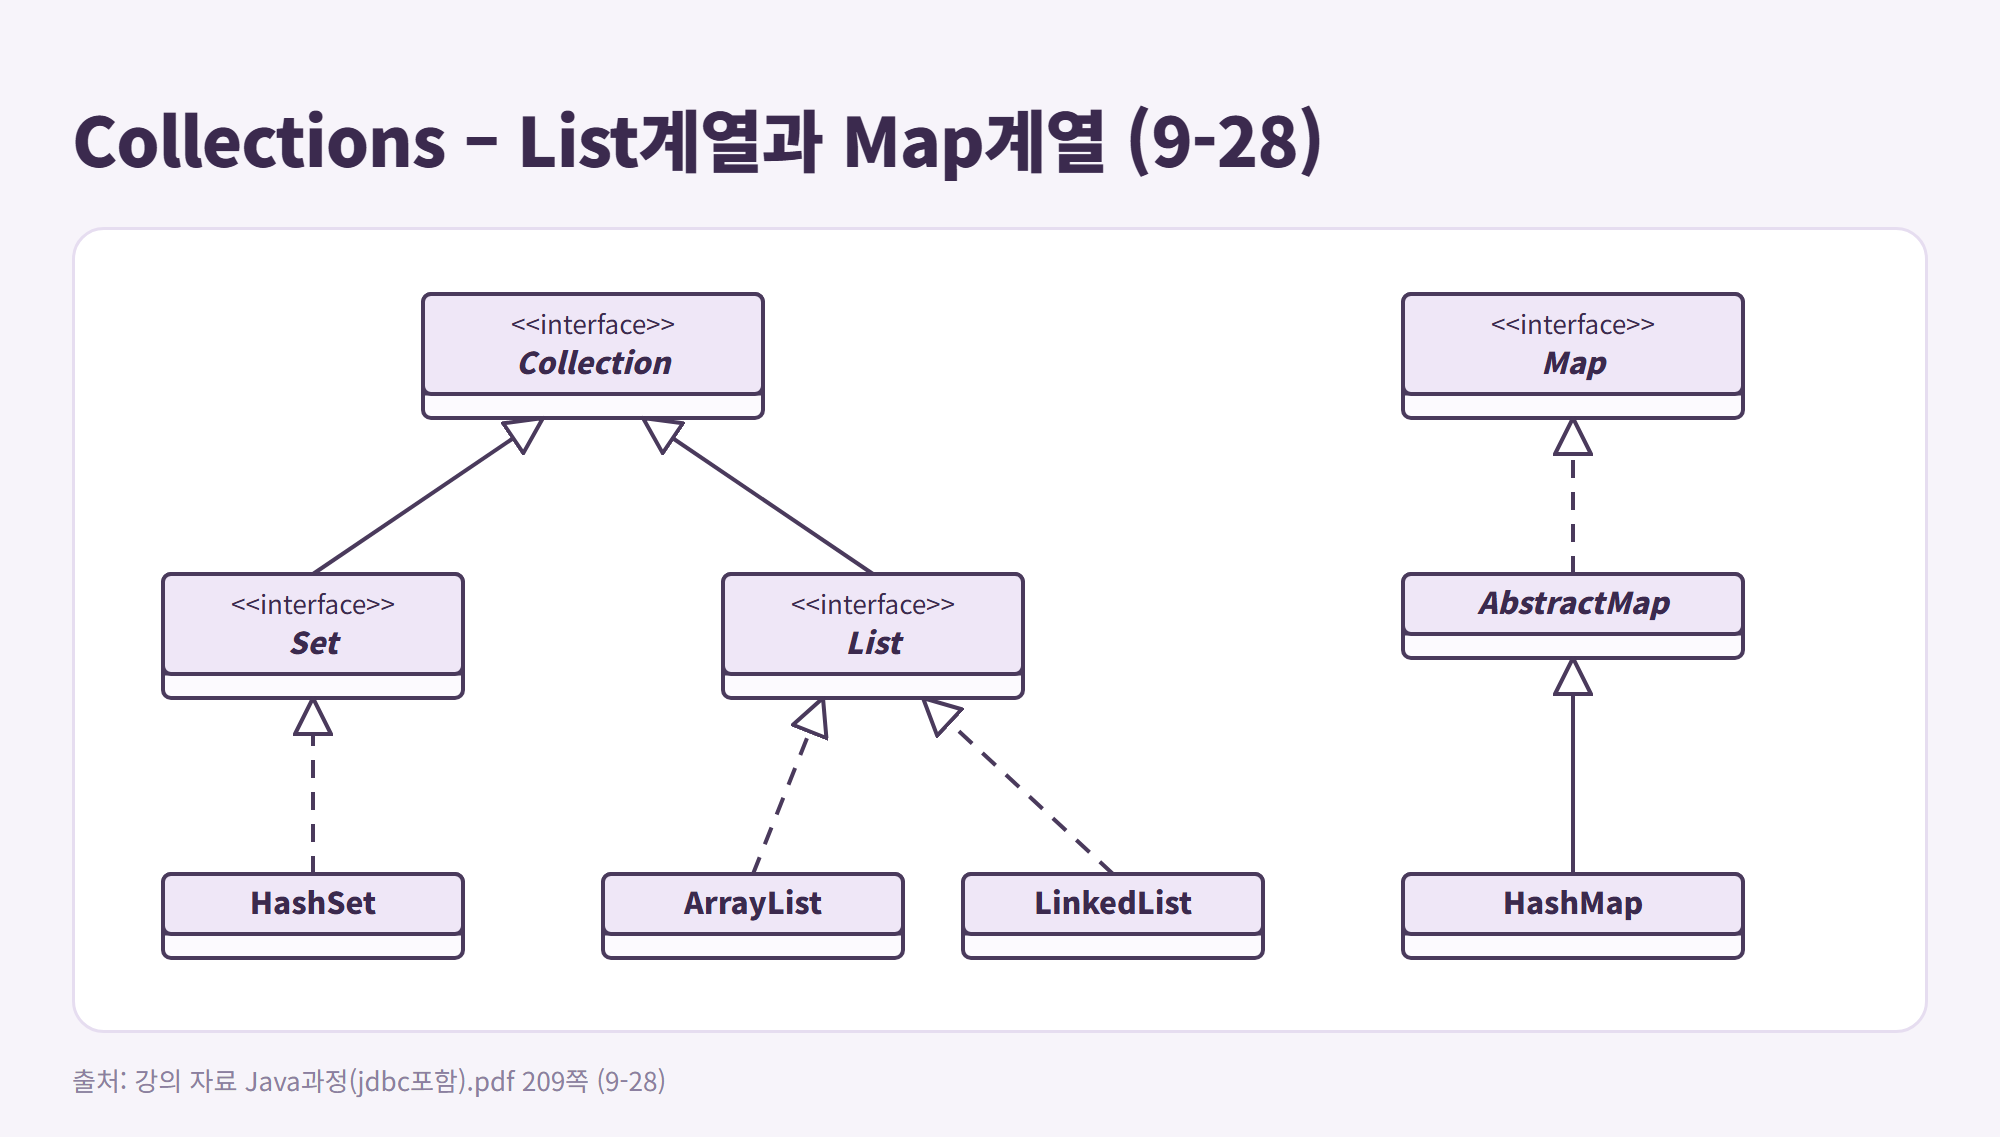 Collections – List계열과 Map계열 (9-28)
<<interface>>
Collection
<<interface>>
Map
<<interface>>
Set
<<interface>>
List
AbstractMap
HashSet
ArrayList
LinkedList
HashMap
출처: 강의 자료 Java과정(jdbc포함).pdf 209쪽 (9-28)